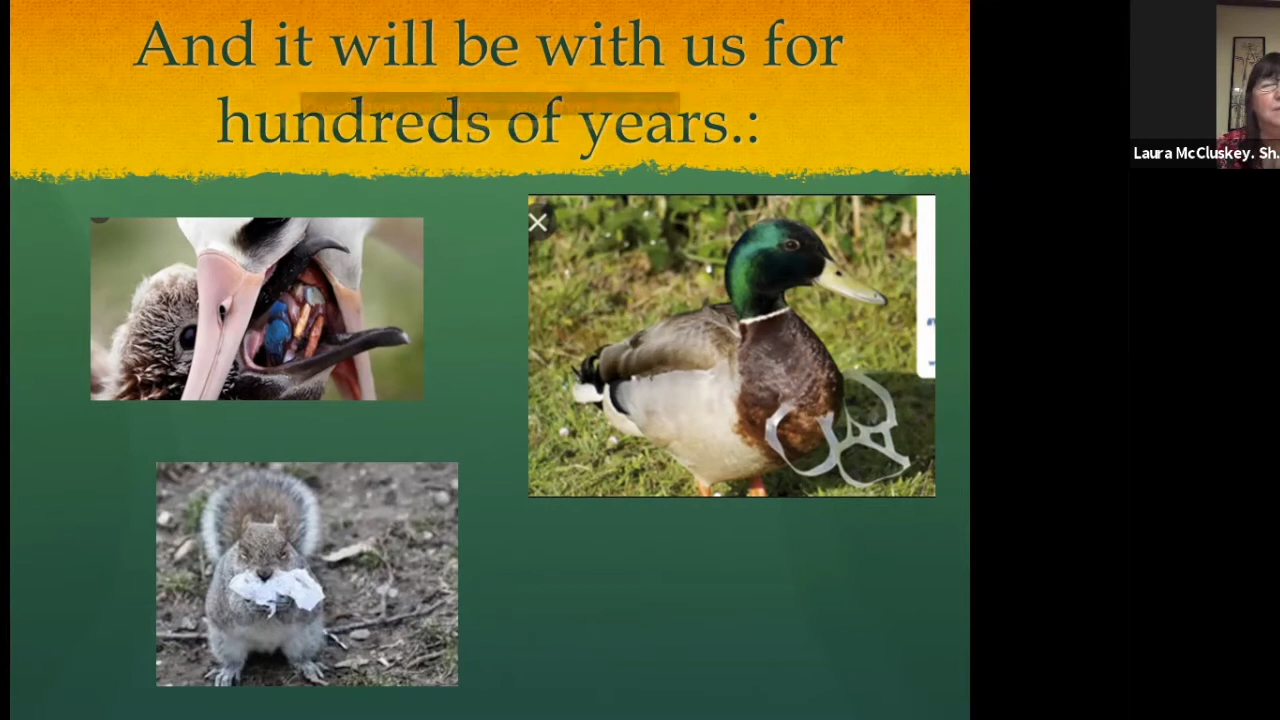 And it will be with us for
hundreds of years.:
Laura McCluskey. Sh.